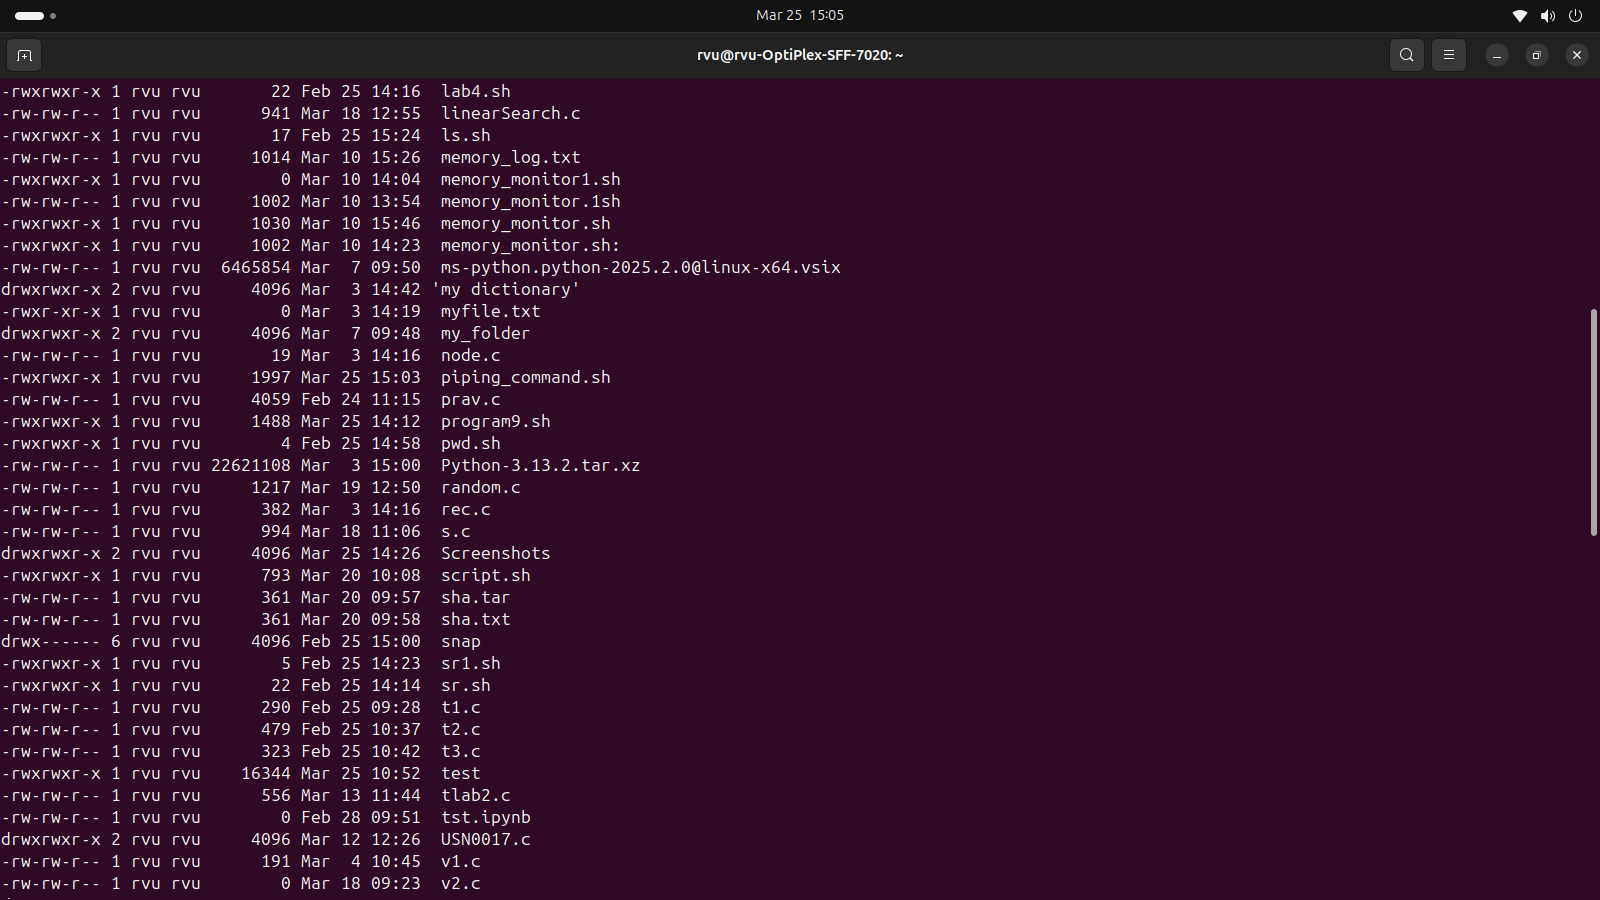 Mar 25 15:05
rvu@rvu-OptiPlex-SFF-7020: ~
-rwxrwxr-x 1 rvu rvu       22 Feb 25 14:16  lab4.sh
-rw-rw-r-- 1 rvu rvu      941 Mar 18 12:55  linearSearch.c
-rwxrwxr-x 1 rvu rvu       17 Feb 25 15:24  ls.sh
-rw-rw-r-- 1 rvu rvu     1014 Mar 10 15:26  memory_log.txt
-rwxrwxr-x 1 rvu rvu        0 Mar 10 14:04  memory_monitor1.sh
-rw-rw-r-- 1 rvu rvu     1002 Mar 10 13:54  memory_monitor.1sh
-rwxrwxr-x 1 rvu rvu     1030 Mar 10 15:46  memory_monitor.sh
-rwxrwxr-x 1 rvu rvu     1002 Mar 10 14:23  memory_monitor.sh:
-rw-rw-r-- 1 rvu rvu  6465854 Mar  7 09:50  ms-python.python-2025.2.0@linux-x64.vsix
drwxrwxr-x 2 rvu rvu     4096 Mar  3 14:42 'my dictionary'
-rwxr-xr-x 1 rvu rvu        0 Mar  3 14:19  myfile.txt
drwxrwxr-x 2 rvu rvu     4096 Mar  7 09:48  my_folder
-rw-rw-r-- 1 rvu rvu       19 Mar  3 14:16  node.c
-rwxrwxr-x 1 rvu rvu     1997 Mar 25 15:03  piping_command.sh
-rw-rw-r-- 1 rvu rvu     4059 Feb 24 11:15  prav.c
-rwxrwxr-x 1 rvu rvu     1488 Mar 25 14:12  program9.sh
-rwxrwxr-x 1 rvu rvu        4 Feb 25 14:58  pwd.sh
-rw-rw-r-- 1 rvu rvu 22621108 Mar  3 15:00  Python-3.13.2.tar.xz
-rw-rw-r-- 1 rvu rvu     1217 Mar 19 12:50  random.c
-rw-rw-r-- 1 rvu rvu      382 Mar  3 14:16  rec.c
-rw-rw-r-- 1 rvu rvu      994 Mar 18 11:06  s.c
drwxrwxr-x 2 rvu rvu     4096 Mar 25 14:26  Screenshots
-rwxrwxr-x 1 rvu rvu      793 Mar 20 10:08  script.sh
-rw-rw-r-- 1 rvu rvu      361 Mar 20 09:57  sha.tar
-rw-rw-r-- 1 rvu rvu      361 Mar 20 09:58  sha.txt
drwx------ 6 rvu rvu     4096 Feb 25 15:00  snap
-rwxrwxr-x 1 rvu rvu        5 Feb 25 14:23  sr1.sh
-rwxrwxr-x 1 rvu rvu       22 Feb 25 14:14  sr.sh
-rw-rw-r-- 1 rvu rvu      290 Feb 25 09:28  t1.c
-rw-rw-r-- 1 rvu rvu      479 Feb 25 10:37  t2.c
-rw-rw-r-- 1 rvu rvu      323 Feb 25 10:42  t3.c
-rwxrwxr-x 1 rvu rvu    16344 Mar 25 10:52  test
-rw-rw-r-- 1 rvu rvu      556 Mar 13 11:44  tlab2.c
-rw-rw-r-- 1 rvu rvu        0 Feb 28 09:51  tst.ipynb
drwxrwxr-x 2 rvu rvu     4096 Mar 12 12:26  USN0017.c
-rw-rw-r-- 1 rvu rvu      191 Mar  4 10:45  v1.c
-rw-rw-r-- 1 rvu rvu        0 Mar 18 09:23  v2.c